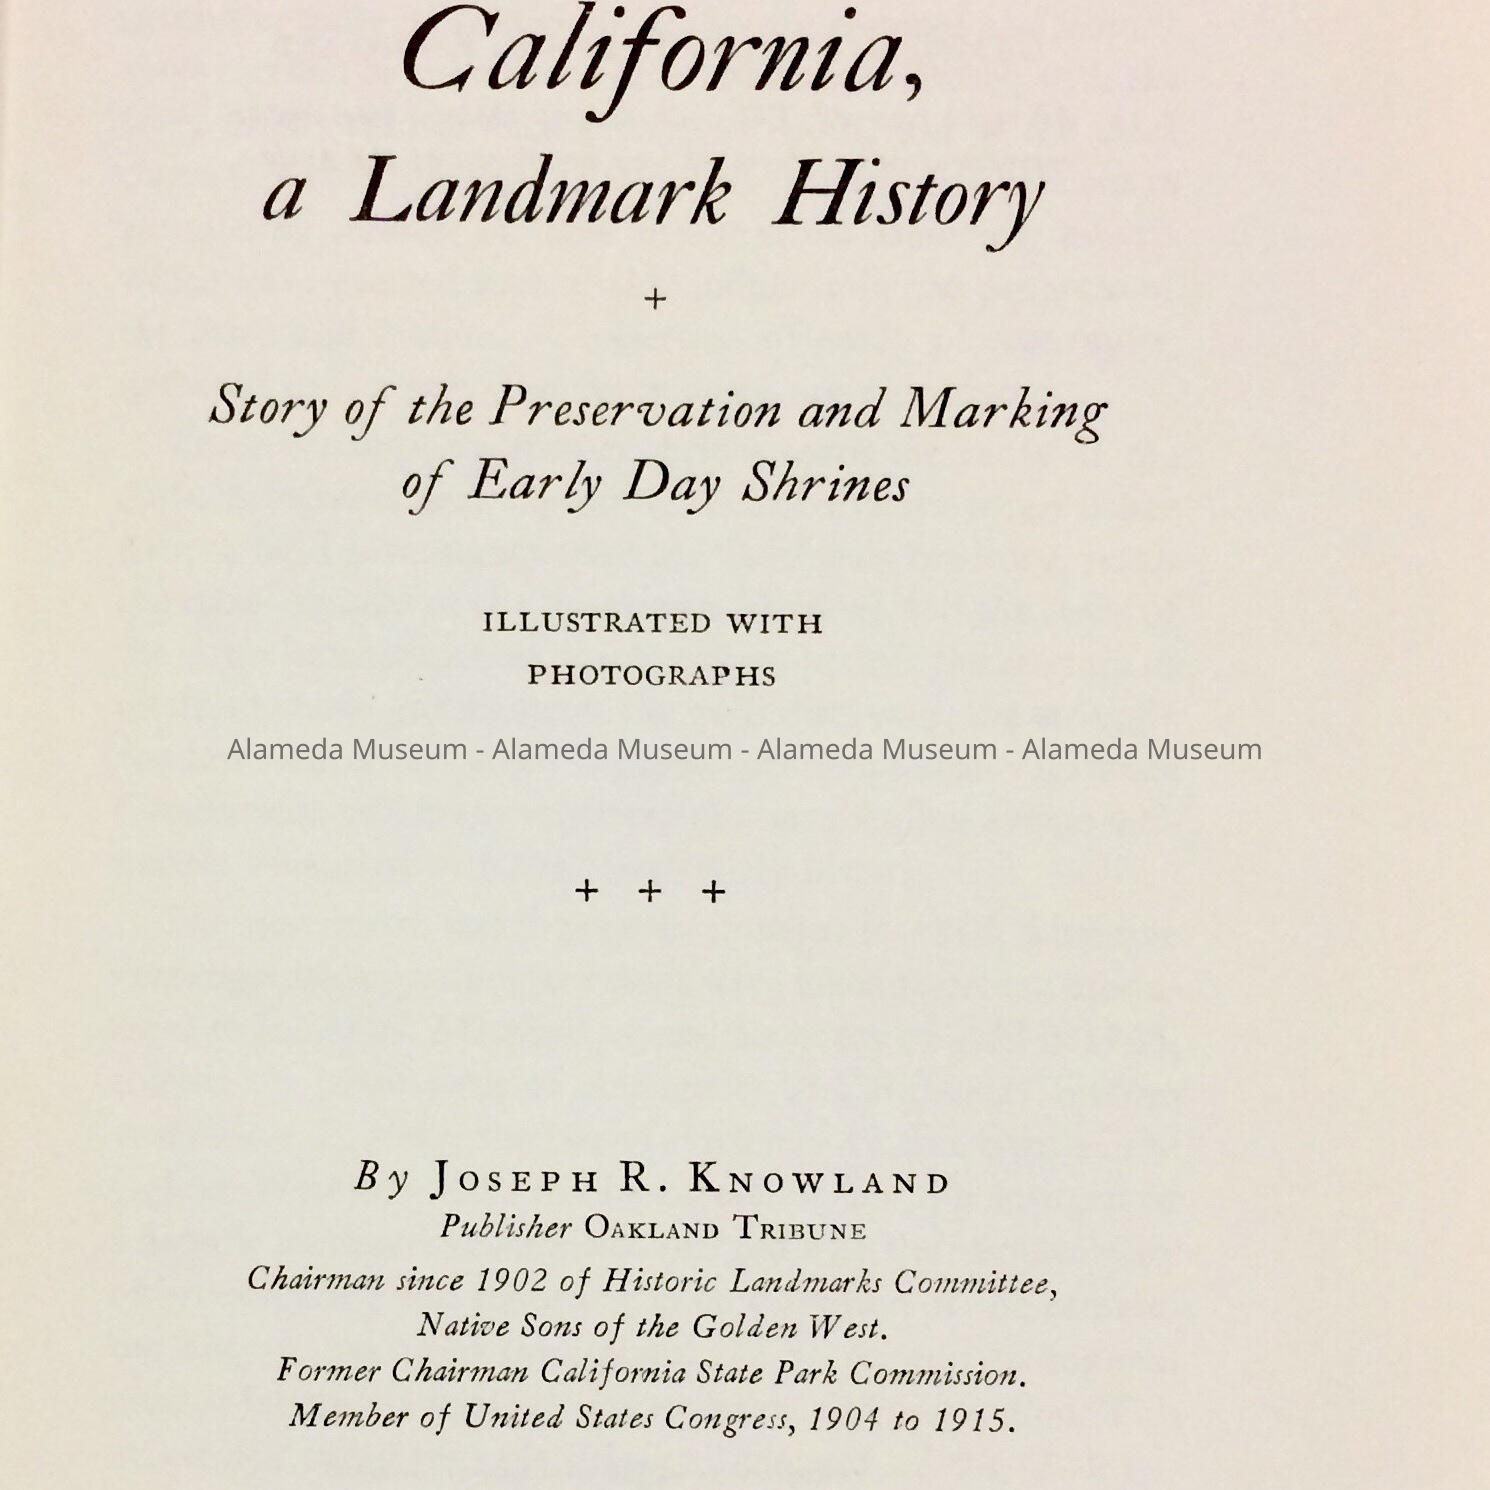 California,
a Landmark History
+
Story of the Preservation and Marking
of Early Day Shrines
ILLUSTRATED WITH
PHOTOGRAPHS
Alameda Museum - Alameda Museum - Alameda Museum - Alameda Museum
+ + +
By JOSEPH R. KNOWLAND
Publisher OAKLAND TRIBUNE
Chairman since 1902 of Historic Landmarks Committee,
Native Sons of the Golden West.
Former Chairman California State Park Commission.
Member of United States Congress, 1904 to 1915.